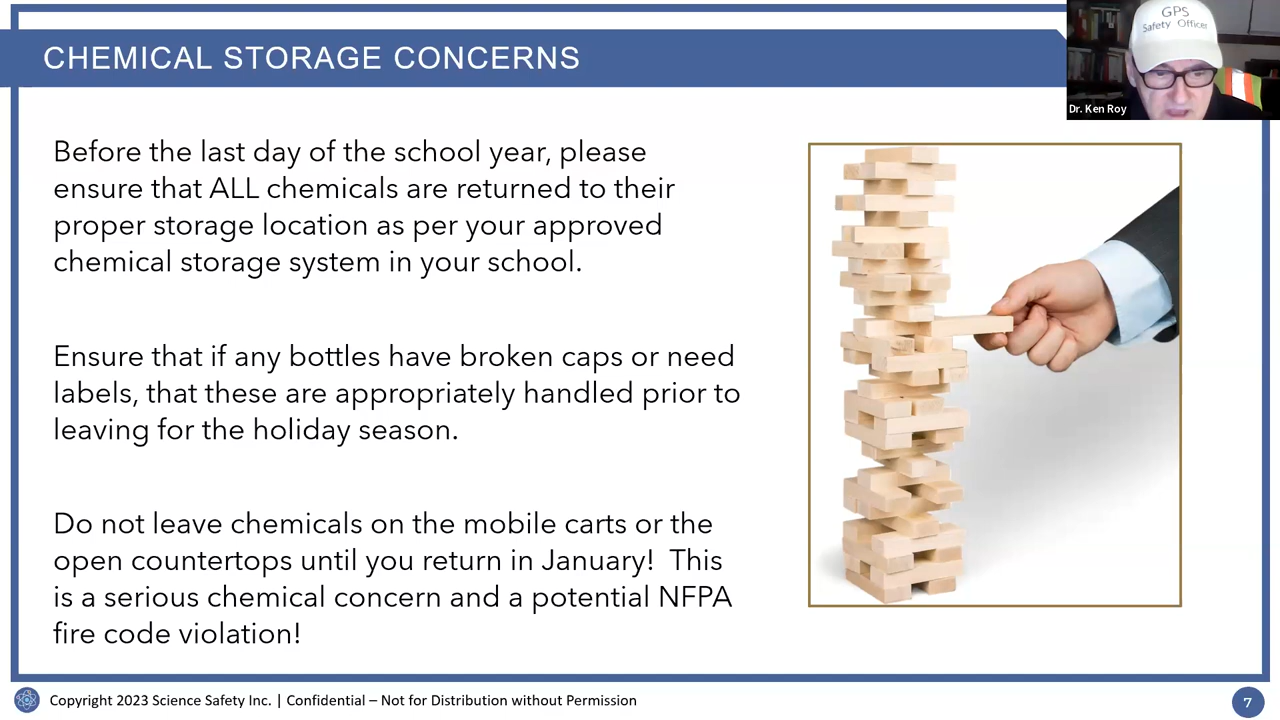 CHEMICAL STORAGE CONCERNS
GPS
Safety Officer
Dr. Ken Roy
Before the last day of the school year, please
ensure that ALL chemicals are returned to their
proper storage location as per your approved
chemical storage system in your school.
Ensure that if any bottles have broken caps or need
labels, that these are appropriately handled prior to
leaving for the holiday season.
Do not leave chemicals on the mobile carts or the
open countertops until you return in January!  This
is a serious chemical concern and a potential NFPA
fire code violation!
Copyright 2023 Science Safety Inc. | Confidential – Not for Distribution without Permission
7